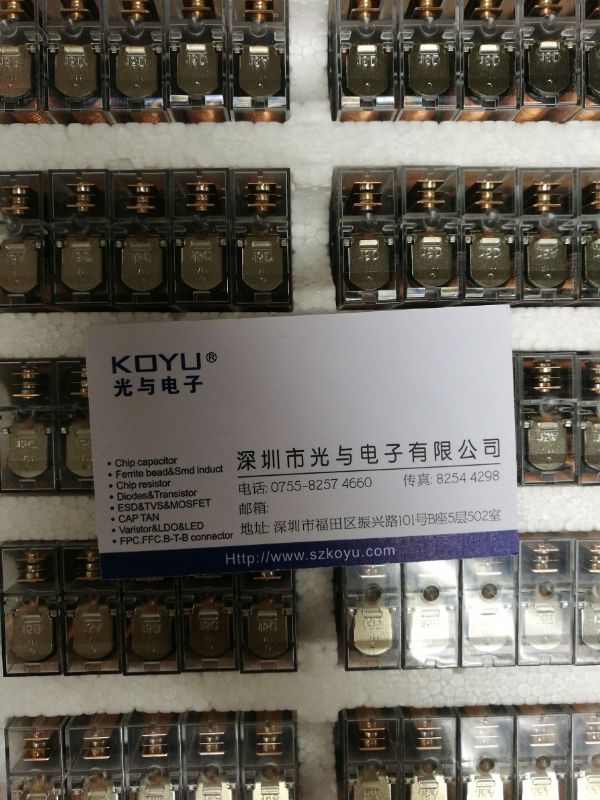 KOYU®
光与电子
• Chip capacitor
• Ferrite bead&Smd induct
• Chip resistor
• Diodes&Transistor
• ESD&TVS&MOSFET
• CAP TAN
• Varistor&LDO&LED
• FPC.FFC.B-T-B connector
深圳市光与电子有限公司
电话: 0755-8257 4660 传真: 8254 4298
邮箱:
地址: 深圳市福田区振兴路101号B座5层502室
Http://www.szkoyu.com